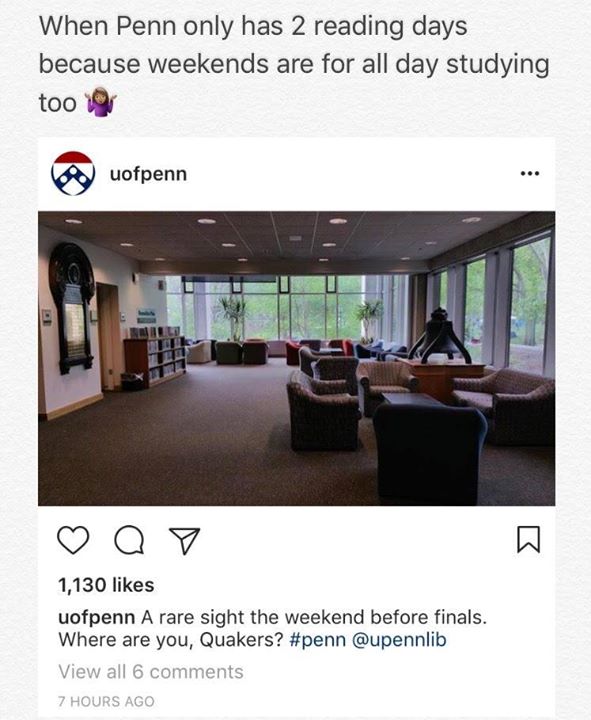 When Penn only has 2 reading days
because weekends are for all day studying
too 🤷🏽‍♀️
uofpenn
1,130 likes
uofpenn A rare sight the weekend before finals.
Where are you, Quakers? #penn @upennlib
View all 6 comments
7 HOURS AGO